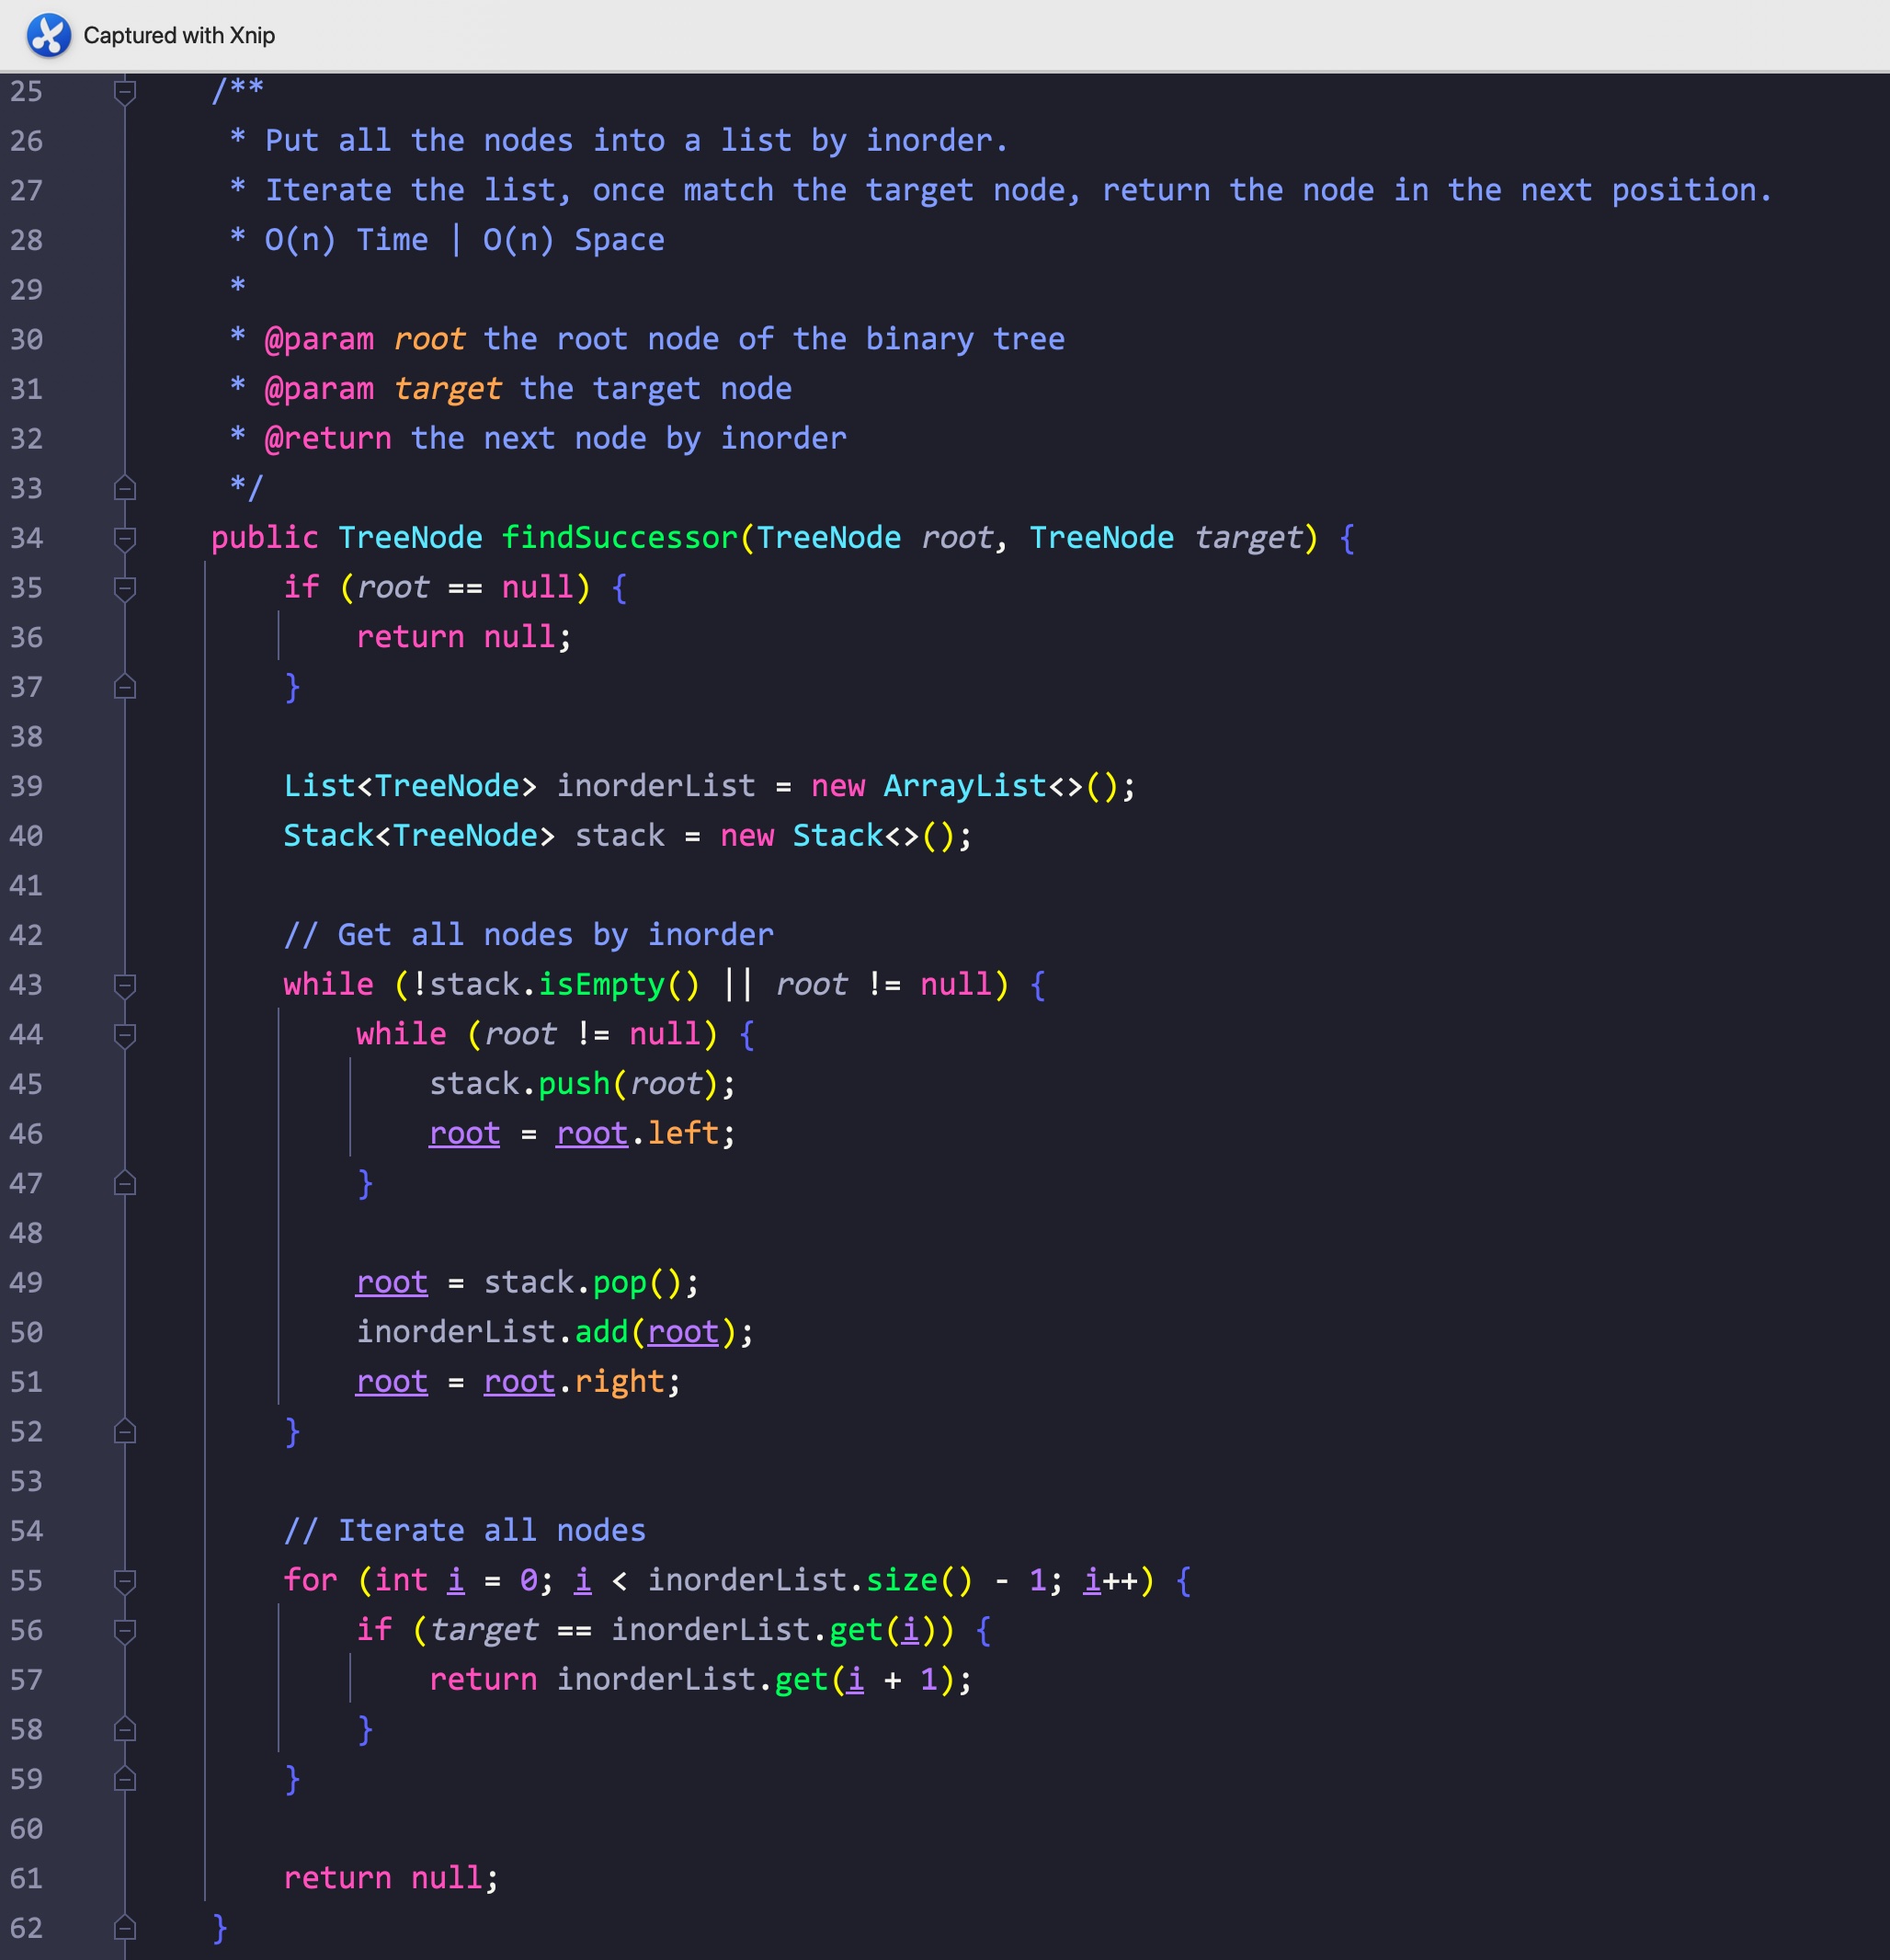 Captured with Xnip
25 /**
26 * Put all the nodes into a list by inorder.
27 * Iterate the list, once match the target node, return the node in the next position.
28 * O(n) Time | O(n) Space
29 *
30 * @param root the root node of the binary tree
31 * @param target the target node
32 * @return the next node by inorder
33 */
34 public TreeNode findSuccessor(TreeNode root, TreeNode target) {
35 if (root == null) {
36 return null;
37 }
38
39 List<TreeNode> inorderList = new ArrayList<>();
40 Stack<TreeNode> stack = new Stack<>();
41
42 // Get all nodes by inorder
43 while (!stack.isEmpty() || root != null) {
44 while (root != null) {
45 stack.push(root);
46 root = root.left;
47 }
48
49 root = stack.pop();
50 inorderList.add(root);
51 root = root.right;
52 }
53
54 // Iterate all nodes
55 for (int i = 0; i < inorderList.size() - 1; i++) {
56 if (target == inorderList.get(i)) {
57 return inorderList.get(i + 1);
58 }
59 }
60
61 return null;
62 }